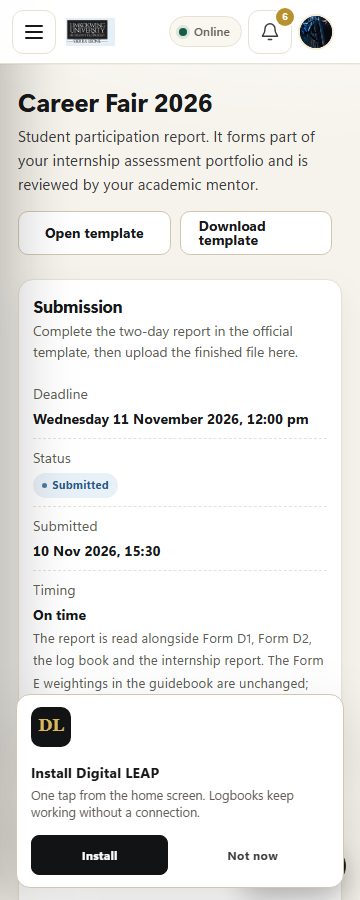 LIMKOKWING
UNIVERSITY
SIERRA LEONE
Online
6
Career Fair 2026
Student participation report. It forms part of
your internship assessment portfolio and is
reviewed by your academic mentor.
Open template
Download
template
Submission
Complete the two-day report in the official
template, then upload the finished file here.
Deadline
Wednesday 11 November 2026, 12:00 pm
Status
Submitted
Submitted
10 Nov 2026, 15:30
Timing
On time
The report is read alongside Form D1, Form D2,
the log book and the internship report. The Form
E weightings in the guidebook are unchanged;
DL
Install Digital LEAP
One tap from the home screen. Logbooks keep
working without a connection.
Install
Not now